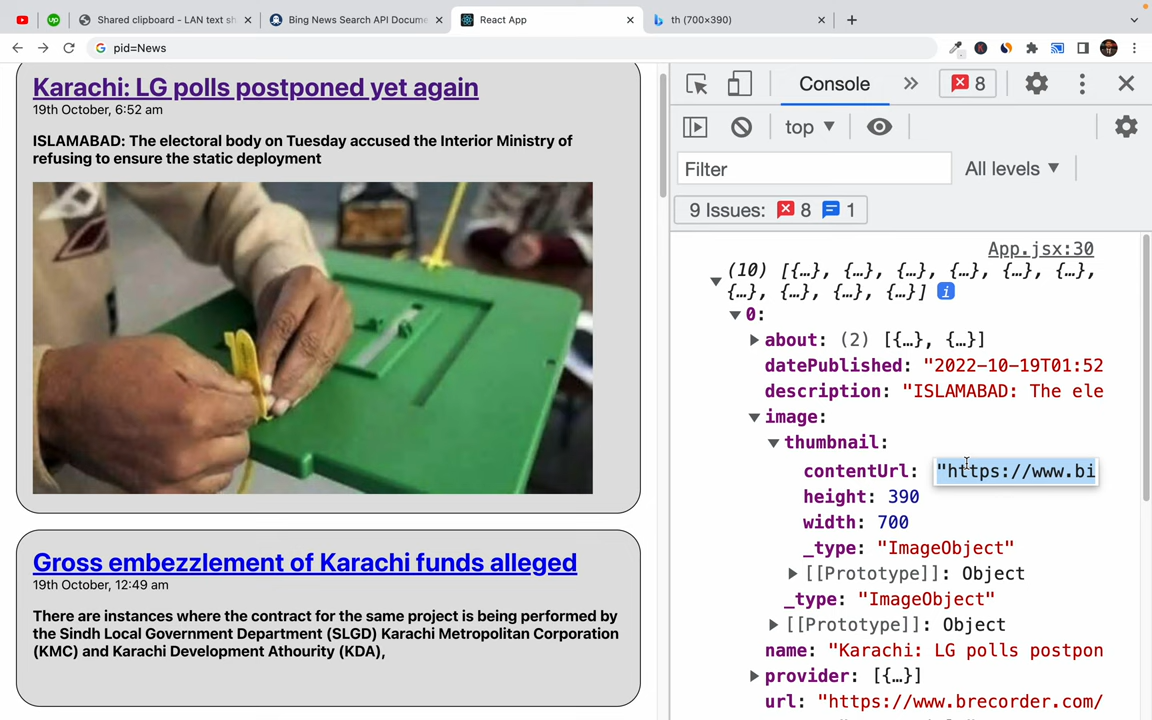 Shared clipboard - LAN text sh
Bing News Search API Docume
React App
th (700×390)
pid=News
Karachi: LG polls postponed yet again
19th October, 6:52 am
ISLAMABAD: The electoral body on Tuesday accused the Interior Ministry of
refusing to ensure the static deployment
Gross embezzlement of Karachi funds alleged
19th October, 12:49 am
There are instances where the contract for the same project is being performed by
the Sindh Local Government Department (SLGD) Karachi Metropolitan Corporation
(KMC) and Karachi Development Athourity (KDA),
Console
8
top
Filter
All levels
9 Issues: 8 1
App.jsx:30
(10) [{…}, {…}, {…}, {…}, {…}, {…},
{…}, {…}, {…}, {…}]
0:
about: (2) [{…}, {…}]
datePublished: "2022-10-19T01:52
description: "ISLAMABAD: The ele
image:
thumbnail:
contentUrl: "https://www.bi
height: 390
width: 700
_type: "ImageObject"
[[Prototype]]: Object
_type: "ImageObject"
[[Prototype]]: Object
name: "Karachi: LG polls postpon
provider: [{…}]
url: "https://www.brecorder.com/